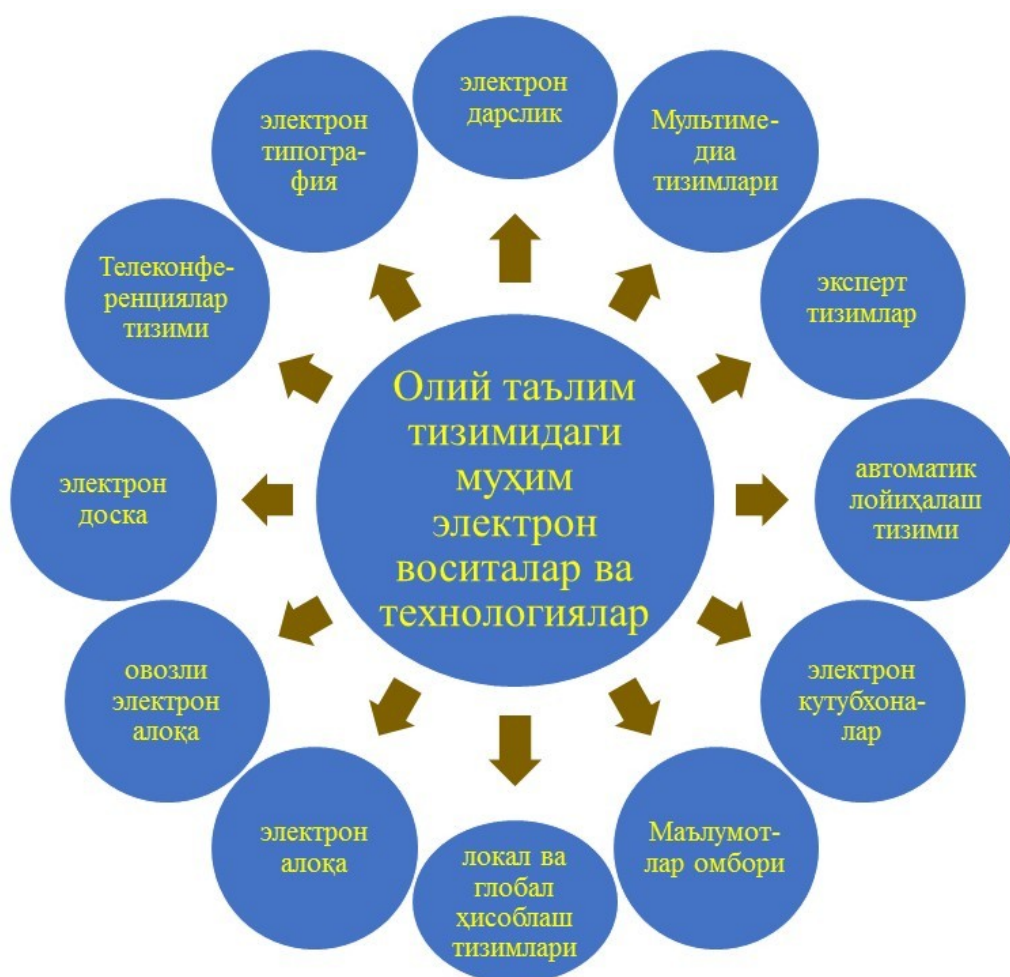 электрон
дарслик
Мультиме-
диа
тизимлари
эксперт
тизимлар
автоматик
лойиҳалаш
тизими
электрон
кутубхона-
лар
Маълумот-
лар омбори
локал ва
глобал
ҳисоблаш
тизимлари
электрон
алоқа
овозли
электрон
алоқа
электрон
доска
Телеконфе-
ренциялар
тизими
электрон
типогра-
фия
Олий таълим
тизимидаги
муҳим
электрон
воситалар ва
технологиялар